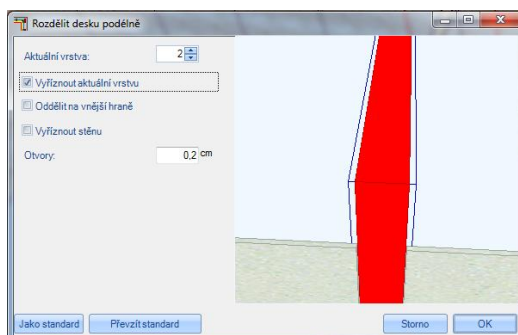 Rozdělit desku podélně
Aktuální vrstva: 2
Vyříznout aktuální vrstvu
Oddělit na vnější hraně
Vyříznout stěnu
Otvory: 0,2 cm
Jako standard Převzít standard Storno OK